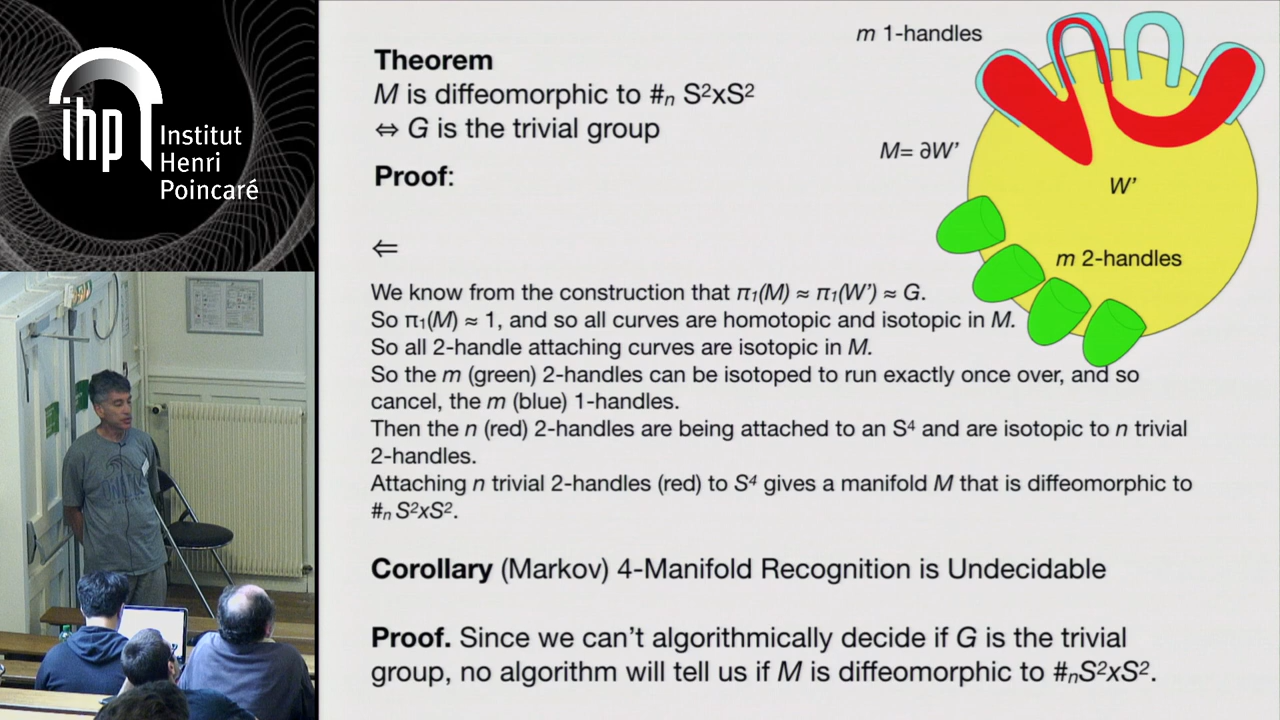 ihp Institut
Henri
Poincaré
Theorem
M is diffeomorphic to #ₙ S²xS²
⇔ G is the trivial group
Proof:
⇐
m 1-handles
M= ∂W’
W’
m 2-handles
We know from the construction that π₁(M) ≈ π₁(W’) ≈ G.
So π₁(M) ≈ 1, and so all curves are homotopic and isotopic in M.
So all 2-handle attaching curves are isotopic in M.
So the m (green) 2-handles can be isotoped to run exactly once over, and so
cancel, the m (blue) 1-handles.
Then the n (red) 2-handles are being attached to an S⁴ and are isotopic to n trivial
2-handles.
Attaching n trivial 2-handles (red) to S⁴ gives a manifold M that is diffeomorphic to
#ₙ S²xS².
Corollary (Markov) 4-Manifold Recognition is Undecidable
Proof. Since we can’t algorithmically decide if G is the trivial
group, no algorithm will tell us if M is diffeomorphic to #ₙS²xS².